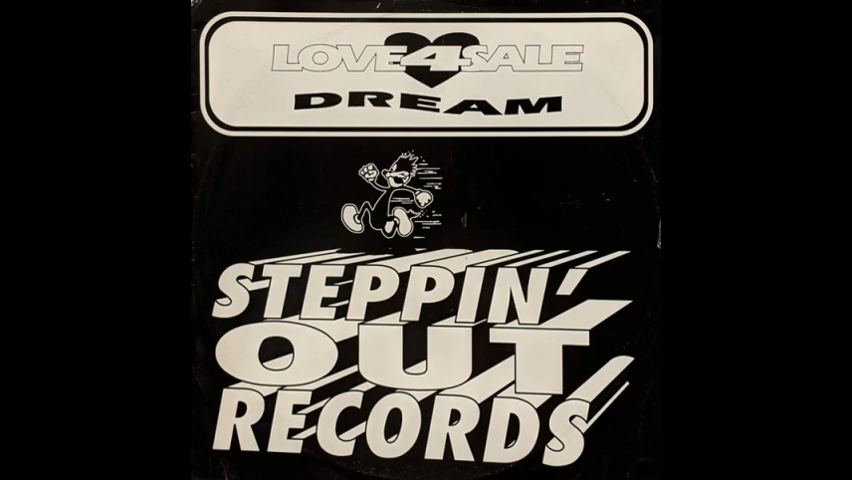 LOVE4SALE
DREAM
STEPPIN'
OUT
RECORDS